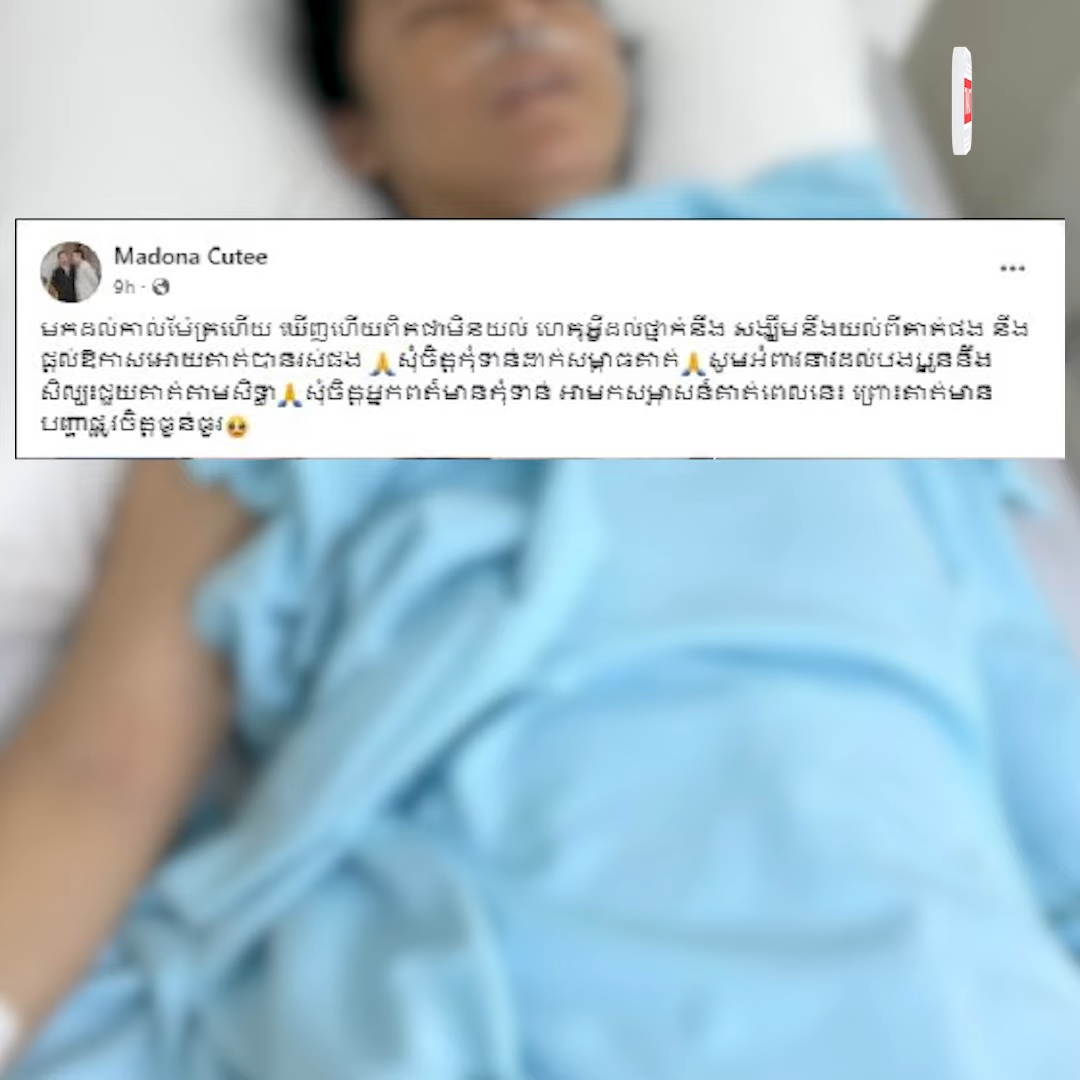 Madona Cutee
9h ·
មកដល់កាល់ម៉ែត្រហើយ ឃើញហើយពិតជាមិនយល់ ហេតុអ្វីដល់ថ្នាក់នឹង សង្ឃឹមនឹងយល់ពីគាត់ផង នឹង
ផ្តល់ឱកាសអោយគាត់បានរស់ផង 🙏សុំចិត្តកុំទាន់ដាក់សម្ពាធគាត់🙏សូមអំពាវនាវដល់បងប្អូននឹង
សិល្បះជួយគាត់តាមសិទ្ធា🙏សុំចិត្តអ្នកពត៌មានកុំទាន់ អាមកសម្ភាសន៍គាត់ពេលនេះ ព្រោះគាត់មាន
បញ្ហាផ្លូវចិត្តធ្ងន់ធ្ងរ🥺